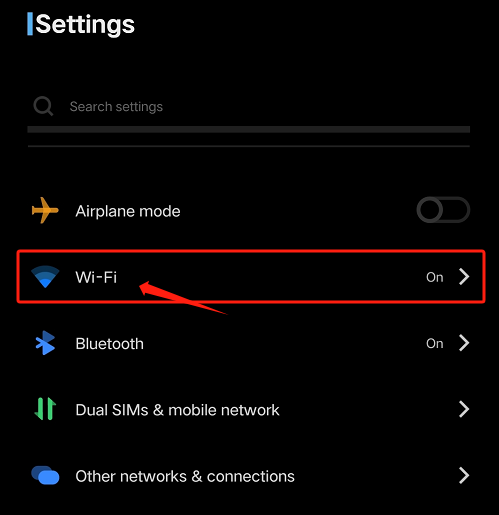 Settings
Search settings
Airplane mode
Wi-Fi On
Bluetooth On
Dual SIMs & mobile network
Other networks & connections